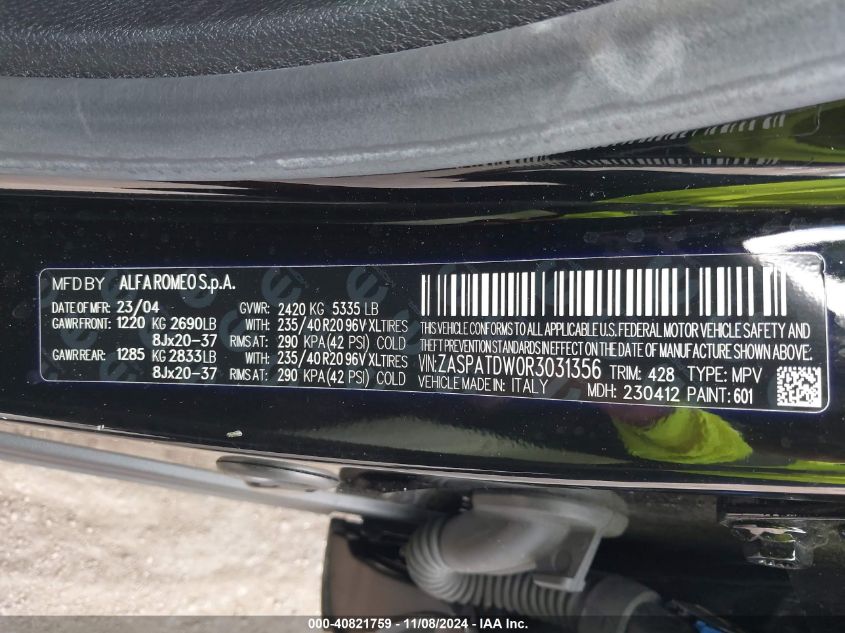 MFD BY ALFA ROMEO S.p.A.
DATE OF MFR: 23/04 GVWR: 2420 KG 5335 LB
GAWR FRONT: 1220 KG 2690LB WITH: 235/40 R20 96V XLTIRES
8Jx20-37 RIMS AT: 290 KPA(42 PSI) COLD
GAWR REAR: 1285 KG 2833LB WITH: 235/40 R20 96V XLTIRES
8Jx20-37 RIMS AT: 290 KPA(42 PSI) COLD
THIS VEHICLE CONFORMS TO ALL APPLICABLE U.S.FEDERAL MOTOR VEHICLE SAFETY AND
THEFT PREVENTION STANDARDS IN EFFECT ON THE DATE OF MANUFACTURE SHOWN ABOVE.
VIN: ZASPATDW0R3031356 TRIM: 428 TYPE: MPV
VEHICLE MADE IN: ITALY MDH: 230412 PAINT: 601
000-40821759 - 11/08/2024 - IAA Inc.